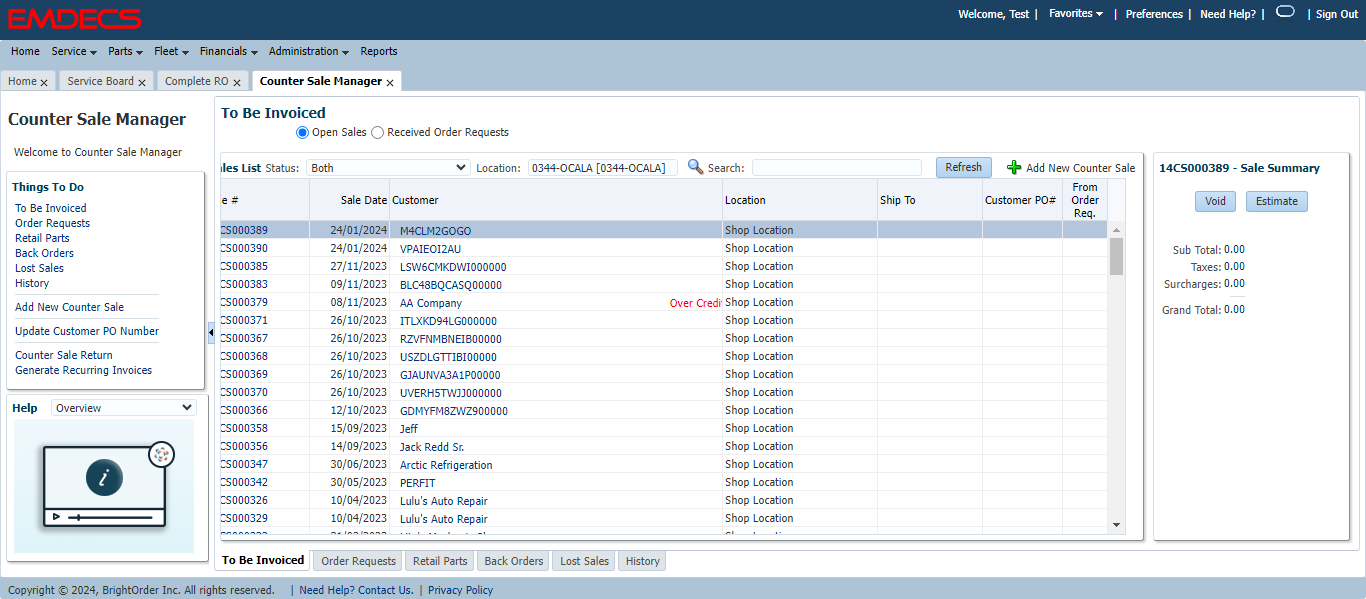 EMDECS
Welcome, Test | Favorites | Preferences | Need Help? | | Sign Out
Home Service Parts Fleet Financials Administration Reports
Home x Service Board x Complete RO x Counter Sale Manager x
Counter Sale Manager
Welcome to Counter Sale Manager
Things To Do
To Be Invoiced
Order Requests
Retail Parts
Back Orders
Lost Sales
History
Add New Counter Sale
Update Customer PO Number
Counter Sale Return
Generate Recurring Invoices
Help Overview
i
To Be Invoiced
Open Sales Received Order Requests
les List Status: Both Location: 0344-OCALA [0344-OCALA] Search: Refresh Add New Counter Sale
e # Sale Date Customer Location Ship To Customer PO# From Order Req.
CS000389 24/01/2024 M4CLM2GOGO Shop Location
CS000390 24/01/2024 VPAIEOI2AU Shop Location
CS000385 27/11/2023 LSW6CMKDWI000000 Shop Location
CS000383 09/11/2023 BLC48BQCASQ00000 Shop Location
CS000379 08/11/2023 AA Company Over Credi Shop Location
CS000371 26/10/2023 ITLXKD94LG000000 Shop Location
CS000367 26/10/2023 RZVFNMBNEIB00000 Shop Location
CS000368 26/10/2023 USZDLGTTIBI00000 Shop Location
CS000369 26/10/2023 GJAUNVA3A1P00000 Shop Location
CS000370 26/10/2023 UVERH5TWJJ000000 Shop Location
CS000366 12/10/2023 GDMYFM8ZWZ900000 Shop Location
CS000358 15/09/2023 Jeff Shop Location
CS000356 14/09/2023 Jack Redd Sr. Shop Location
CS000347 30/06/2023 Arctic Refrigeration Shop Location
CS000342 30/05/2023 PERFIT Shop Location
CS000326 10/04/2023 Lulu's Auto Repair Shop Location
CS000329 10/04/2023 Lulu's Auto Repair Shop Location
14CS000389 - Sale Summary
Void Estimate
Sub Total: 0.00
Taxes: 0.00
Surcharges: 0.00
Grand Total: 0.00
To Be Invoiced Order Requests Retail Parts Back Orders Lost Sales History
Copyright © 2024, BrightOrder Inc. All rights reserved. | Need Help? Contact Us. | Privacy Policy